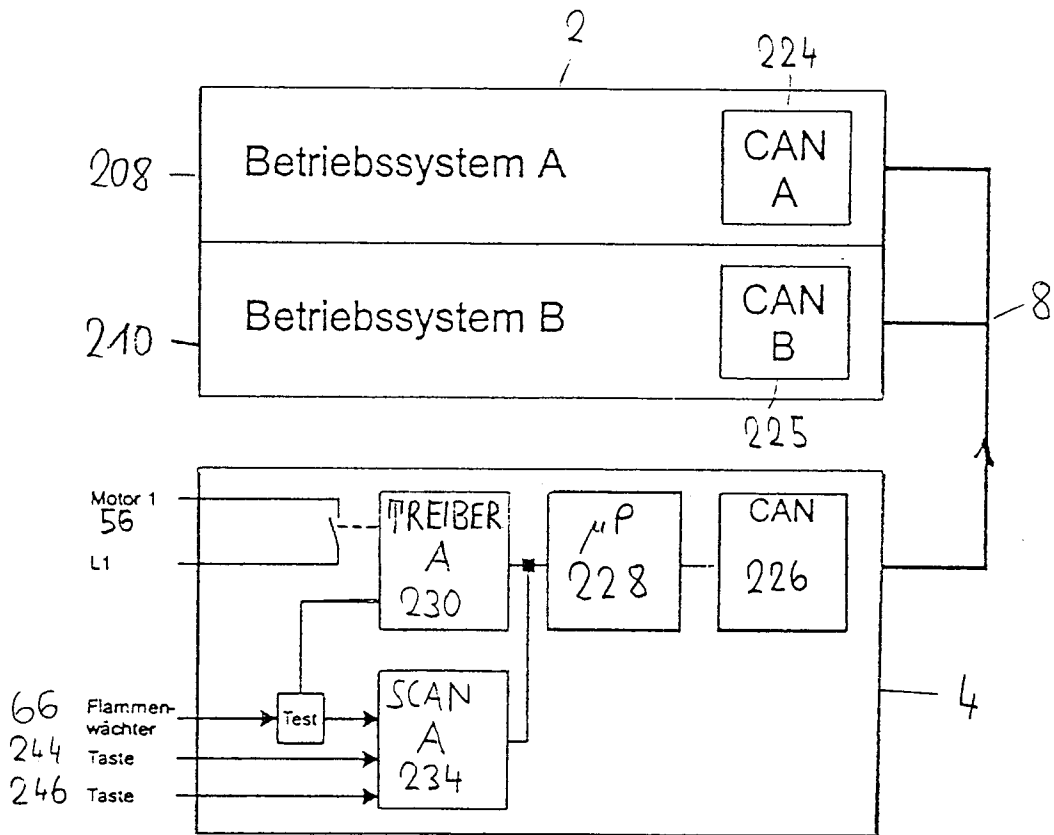 2
224
208
Betriebssystem A
CAN
A
210
Betriebssystem B
CAN
B
8
225
Motor 1
56
L1
TREIBER
A
230
µP
228
CAN
226
66
Flammen-
wächter
Test
SCAN
A
234
4
244
Taste
246
Taste